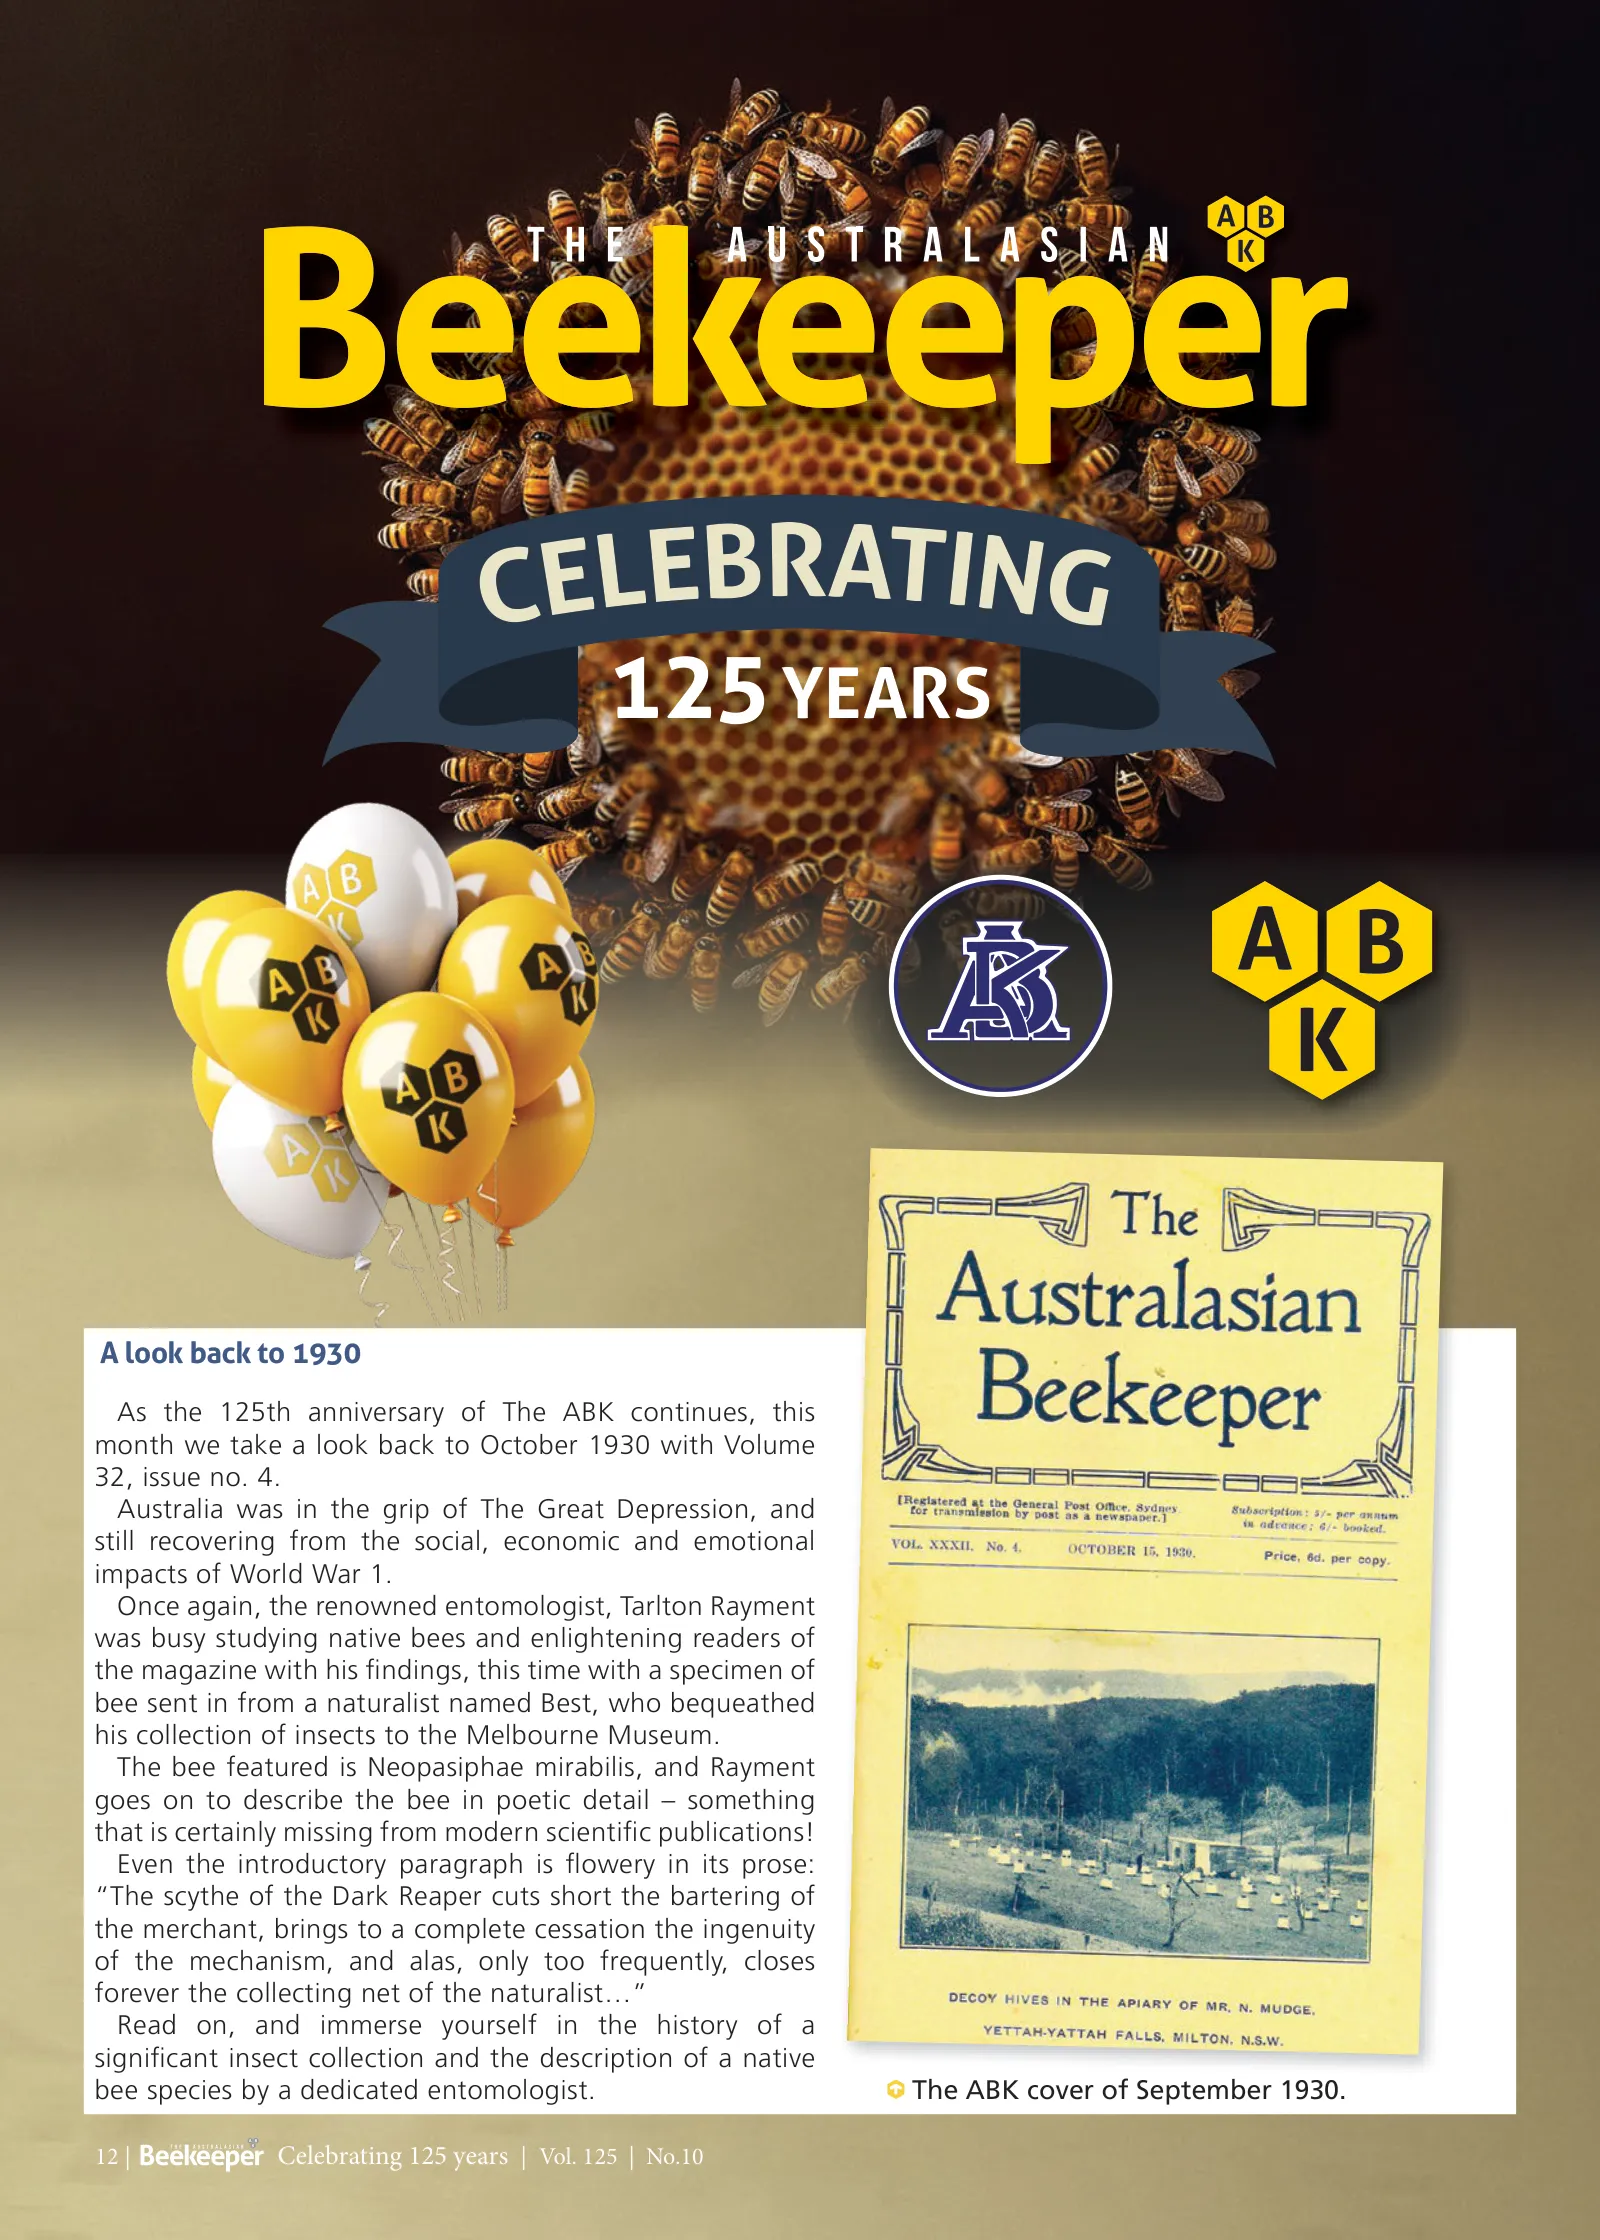 THE AUSTRALASIAN
A B
K
Beekeeper
CELEBRATING
125 YEARS
A B
K
A B
K
A B
K
A B
K
A
K
ABK
A B
K
The
Australasian
Beekeeper
[Registered at the General Post Office, Sydney
for transmission by post as a newspaper.]
Subscription: 5/- per annum
in advance; 6/- booked.
VOL. XXXII. No. 4. OCTOBER 15, 1930. Price, 6d. per copy.
DECOY HIVES IN THE APIARY OF MR. N. MUDGE,
YETTAH-YATTAH FALLS, MILTON, N.S.W.
The ABK cover of September 1930.
A look back to 1930
As the 125th anniversary of The ABK continues, this
month we take a look back to October 1930 with Volume
32, issue no. 4.
Australia was in the grip of The Great Depression, and
still recovering from the social, economic and emotional
impacts of World War 1.
Once again, the renowned entomologist, Tarlton Rayment
was busy studying native bees and enlightening readers of
the magazine with his findings, this time with a specimen of
bee sent in from a naturalist named Best, who bequeathed
his collection of insects to the Melbourne Museum.
The bee featured is Neopasiphae mirabilis, and Rayment
goes on to describe the bee in poetic detail – something
that is certainly missing from modern scientific publications!
Even the introductory paragraph is flowery in its prose:
“The scythe of the Dark Reaper cuts short the bartering of
the merchant, brings to a complete cessation the ingenuity
of the mechanism, and alas, only too frequently, closes
forever the collecting net of the naturalist…”
Read on, and immerse yourself in the history of a
significant insect collection and the description of a native
bee species by a dedicated entomologist.
12 | THE AUSTRALASIAN Beekeeper Celebrating 125 years | Vol. 125 | No.10